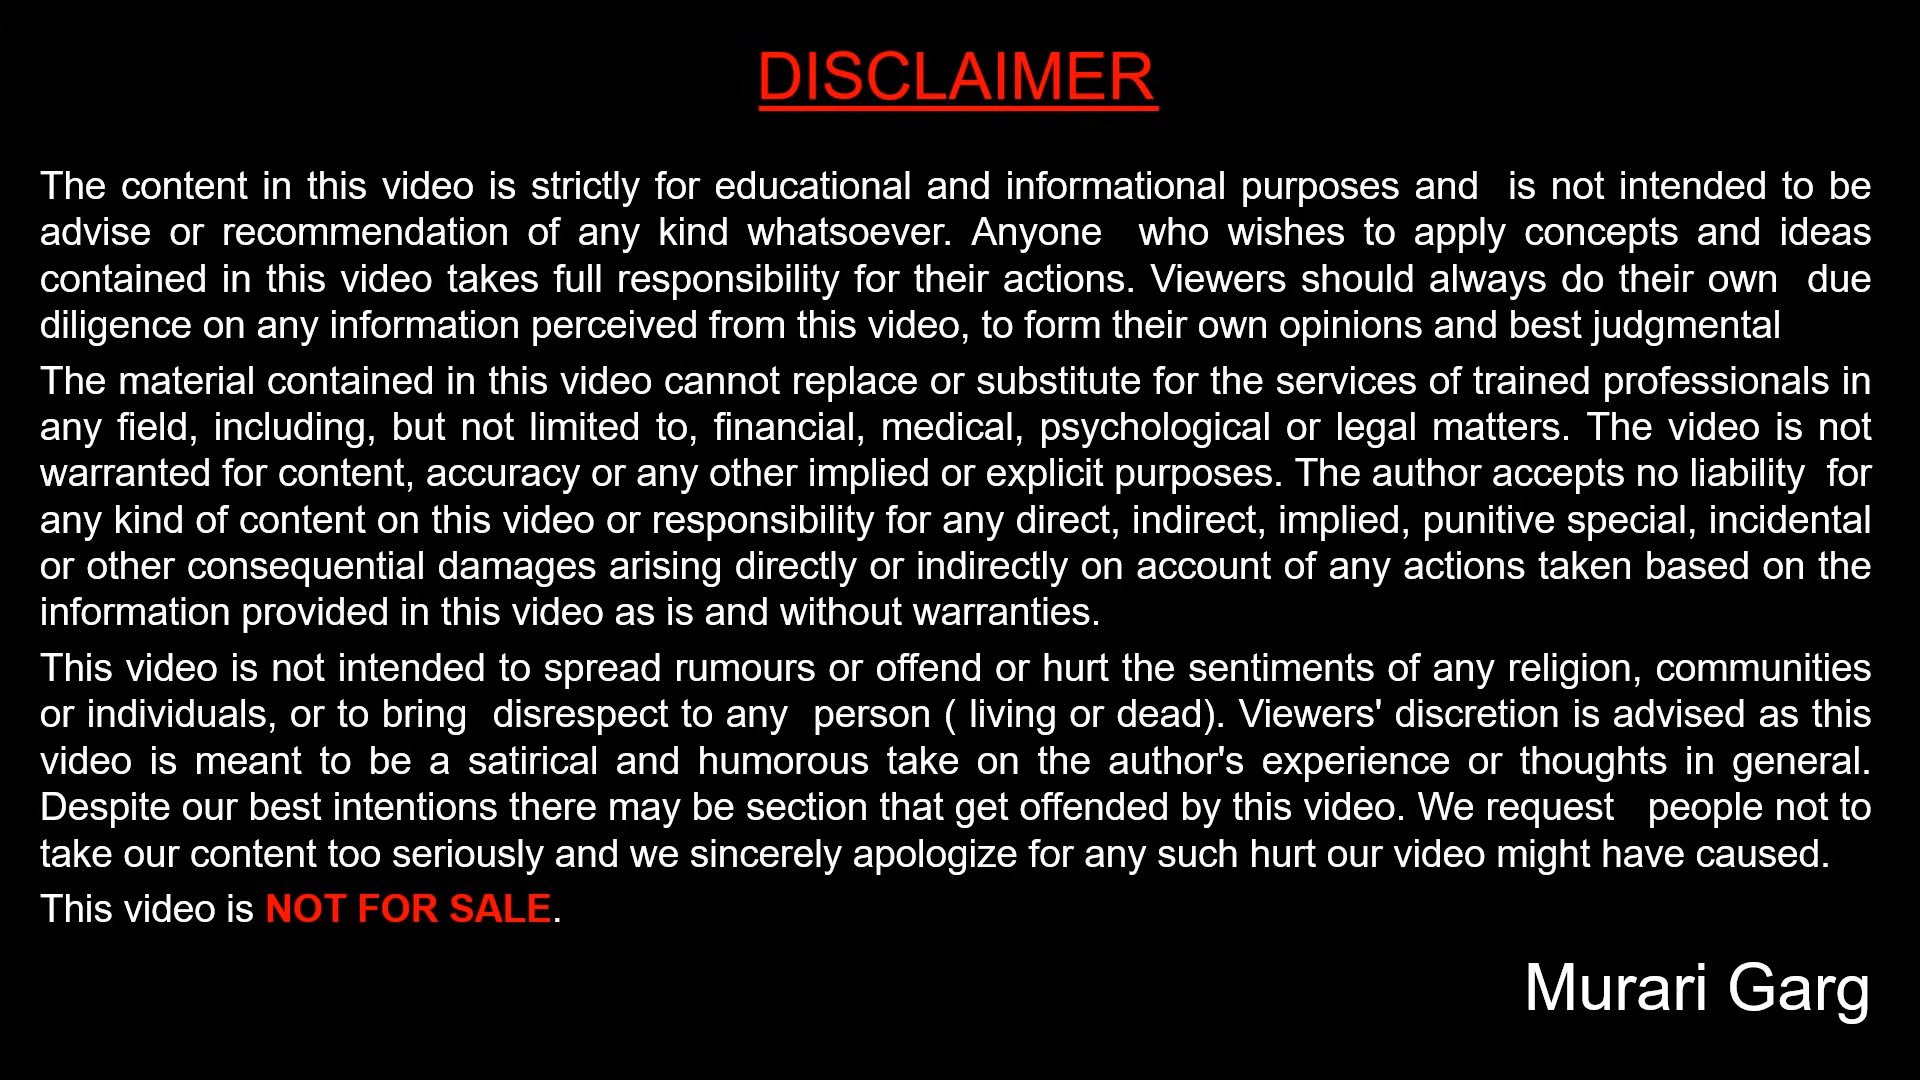 DISCLAIMER
The content in this video is strictly for educational and informational purposes and is not intended to be
advise or recommendation of any kind whatsoever. Anyone who wishes to apply concepts and ideas
contained in this video takes full responsibility for their actions. Viewers should always do their own due
diligence on any information perceived from this video, to form their own opinions and best judgmental
The material contained in this video cannot replace or substitute for the services of trained professionals in
any field, including, but not limited to, financial, medical, psychological or legal matters. The video is not
warranted for content, accuracy or any other implied or explicit purposes. The author accepts no liability for
any kind of content on this video or responsibility for any direct, indirect, implied, punitive special, incidental
or other consequential damages arising directly or indirectly on account of any actions taken based on the
information provided in this video as is and without warranties.
This video is not intended to spread rumours or offend or hurt the sentiments of any religion, communities
or individuals, or to bring disrespect to any person ( living or dead). Viewers' discretion is advised as this
video is meant to be a satirical and humorous take on the author's experience or thoughts in general.
Despite our best intentions there may be section that get offended by this video. We request people not to
take our content too seriously and we sincerely apologize for any such hurt our video might have caused.
This video is NOT FOR SALE.
Murari Garg